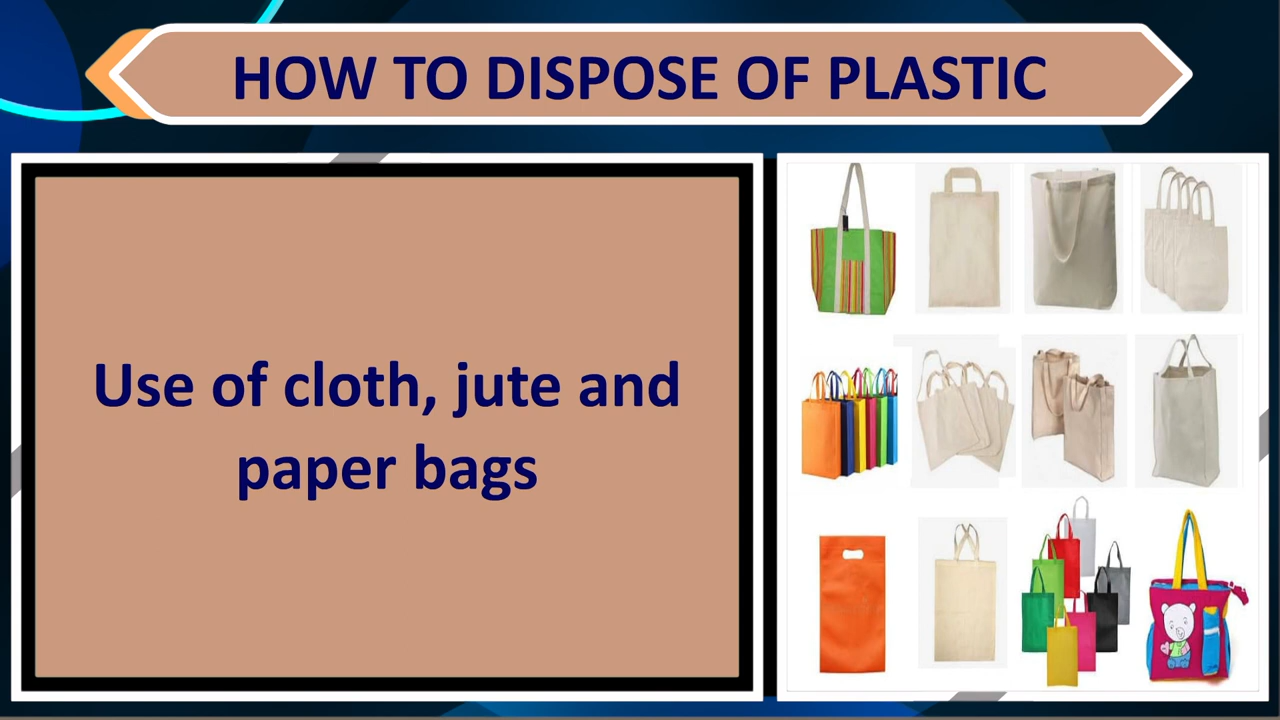 HOW TO DISPOSE OF PLASTIC
Use of cloth, jute and
paper bags